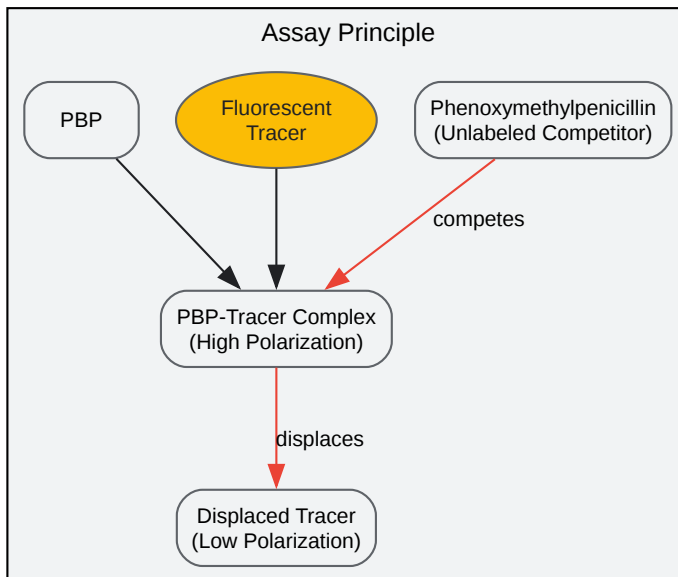 Assay Principle
PBP
Fluorescent
Tracer
Phenoxymethylpenicillin
(Unlabeled Competitor)
competes
PBP-Tracer Complex
(High Polarization)
displaces
Displaced Tracer
(Low Polarization)